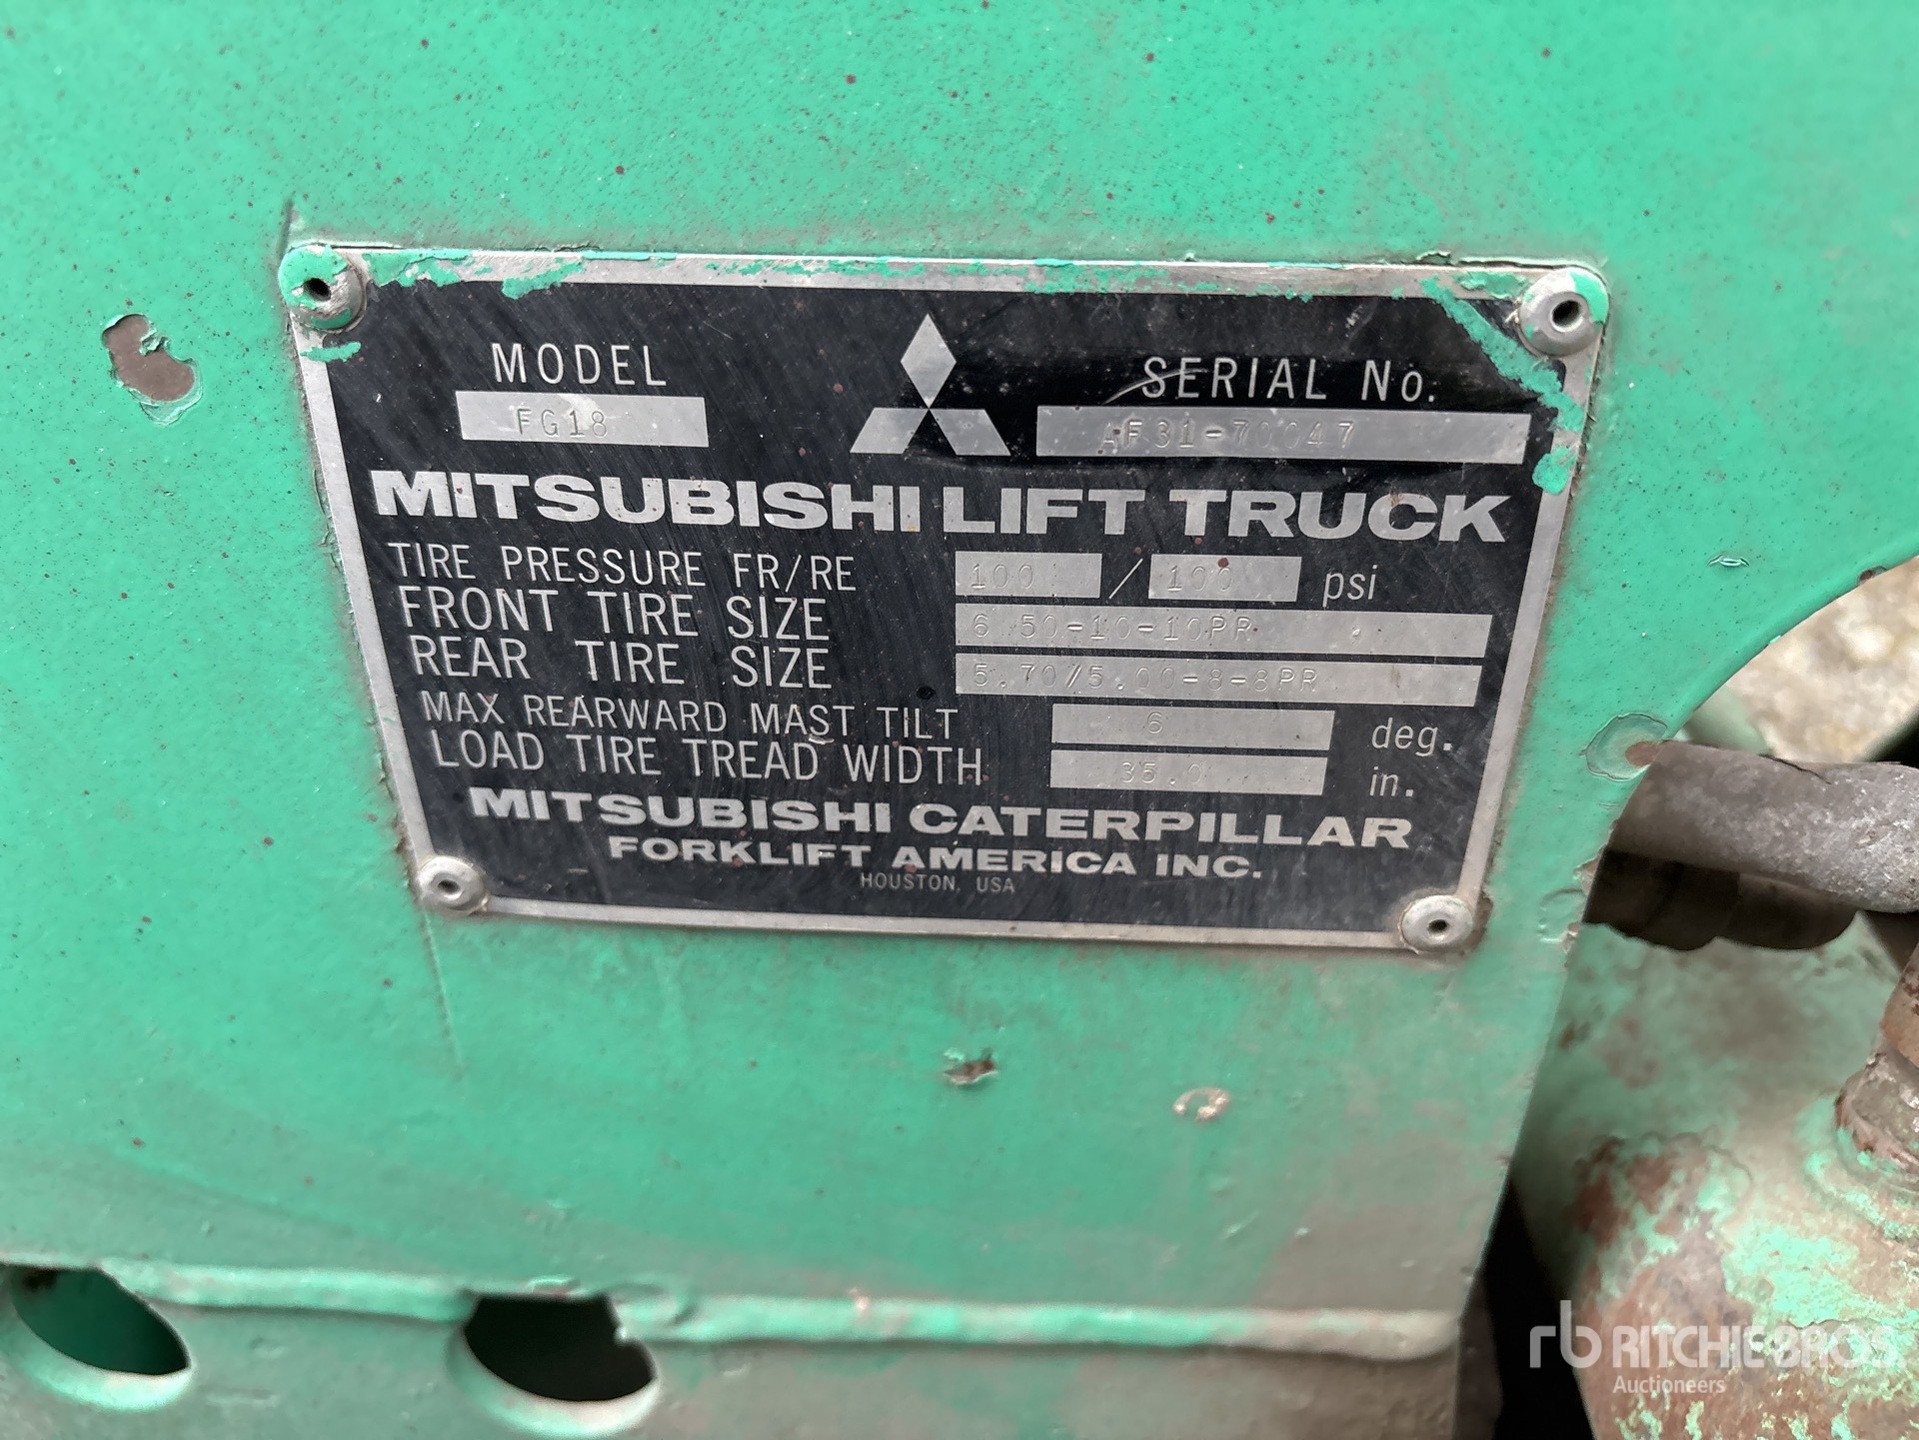 MODEL SERIAL No.
FG18 AF31-70047
MITSUBISHI LIFT TRUCK
TIRE PRESSURE FR/RE 100 / 100 psi
FRONT TIRE SIZE 6.50-10-10PR
REAR TIRE SIZE 5.70/5.00-8-8PR
MAX REARWARD MAST TILT 6 deg.
LOAD TIRE TREAD WIDTH 35.0 in.
MITSUBISHI CATERPILLAR
FORKLIFT AMERICA INC.
HOUSTON, USA
rb RITCHIE BROS
Auctioneers